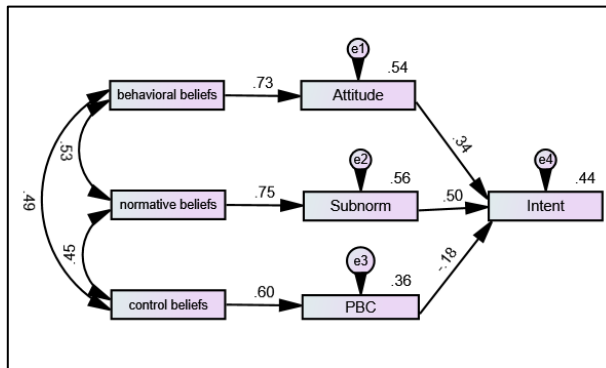 e1
.54
behavioral beliefs
.73
Attitude
.34
.53
e2
.56
e4
.44
.49
normative beliefs
.75
Subnorm
.50
Intent
.45
e3
.36
-.18
control beliefs
.60
PBC